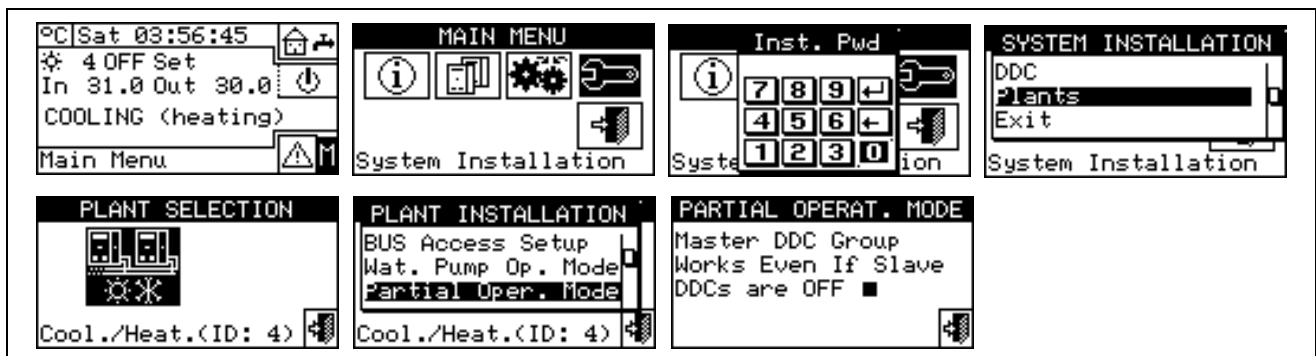 °C Sat 03:56:45
4 OFF Set
In 31.0 Out 30.0
COOLING (heating)
Main Menu M
MAIN MENU
i
System Installation
Inst. Pwd
i
7 8 9 ↵
4 5 6 ←
1 2 3 0
Syste ion
SYSTEM INSTALLATION
DDC
Plants
Exit
System Installation
PLANT SELECTION
Cool./Heat.(ID: 4)
PLANT INSTALLATION
BUS Access Setup
Wat. Pump Op. Mode
Partial Oper. Mode
Cool./Heat.(ID: 4)
PARTIAL OPERAT. MODE
Master DDC Group
Works Even If Slave
DDCs are OFF